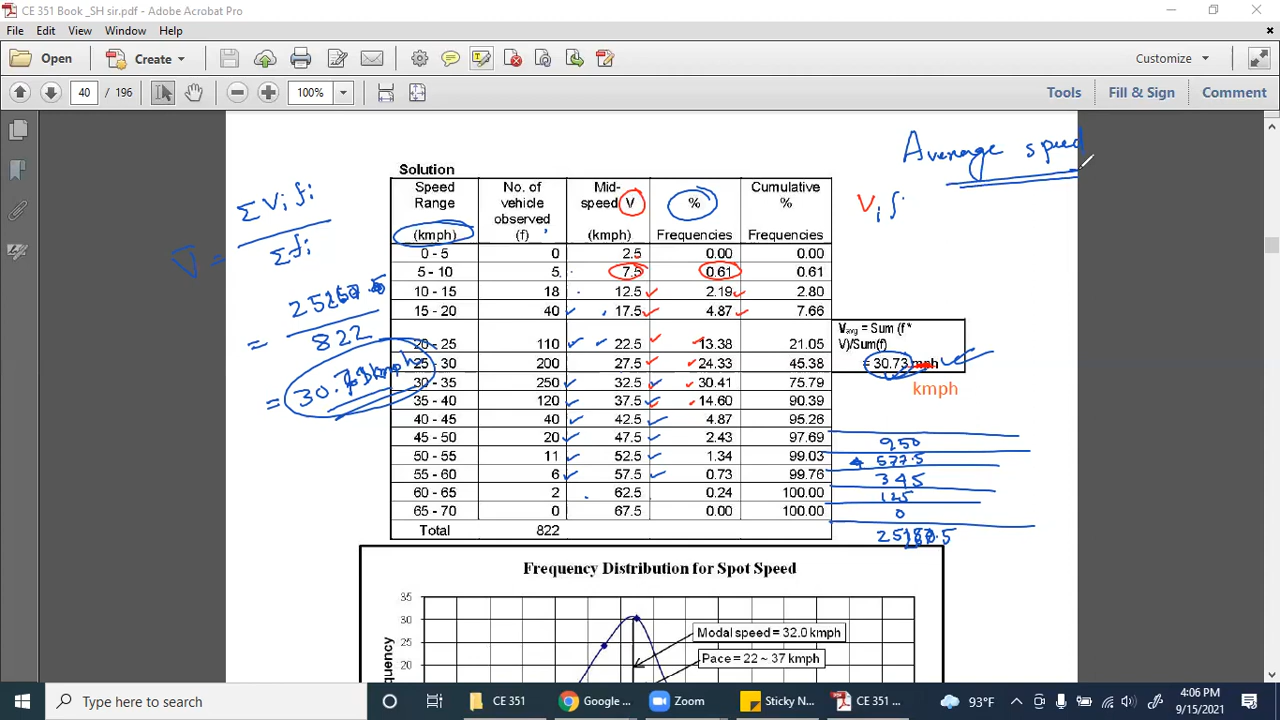 CE 351 Book _SH sir.pdf - Adobe Acrobat Pro
File Edit View Window Help
Open Create Customize
40 / 196 100% Tools Fill & Sign Comment
Average speed
Solution
Speed Range (kmph) No. of vehicle observed (f) Mid-speed V (kmph) % Frequencies Cumulative % Frequencies
0 - 5 0 2.5 0.00 0.00
5 - 10 5 7.5 0.61 0.61
10 - 15 18 12.5 2.19 2.80
15 - 20 40 17.5 4.87 7.66
20 - 25 110 22.5 13.38 21.05
25 - 30 200 27.5 24.33 45.38
30 - 35 250 32.5 30.41 75.79
35 - 40 120 37.5 14.60 90.39
40 - 45 40 42.5 4.87 95.26
45 - 50 20 47.5 2.43 97.69
50 - 55 11 52.5 1.34 99.03
55 - 60 6 57.5 0.73 99.76
60 - 65 2 62.5 0.24 100.00
65 - 70 0 67.5 0.00 100.00
Total 822
V̄ = Σ Vi fi
Σ fi
=
822
=
Vi f
Vavg = Sum (f*
V)/Sum(f)
= 30.73 mph
kmph
950
577.5
345
125
0
Frequency Distribution for Spot Speed
35
30
25
20
quency
Modal speed = 32.0 kmph
Pace = 22 ~ 37 kmph
Type here to search
CE 351 Google ... Zoom Sticky N... CE 351 ...
93°F
4:06 PM
9/15/2021